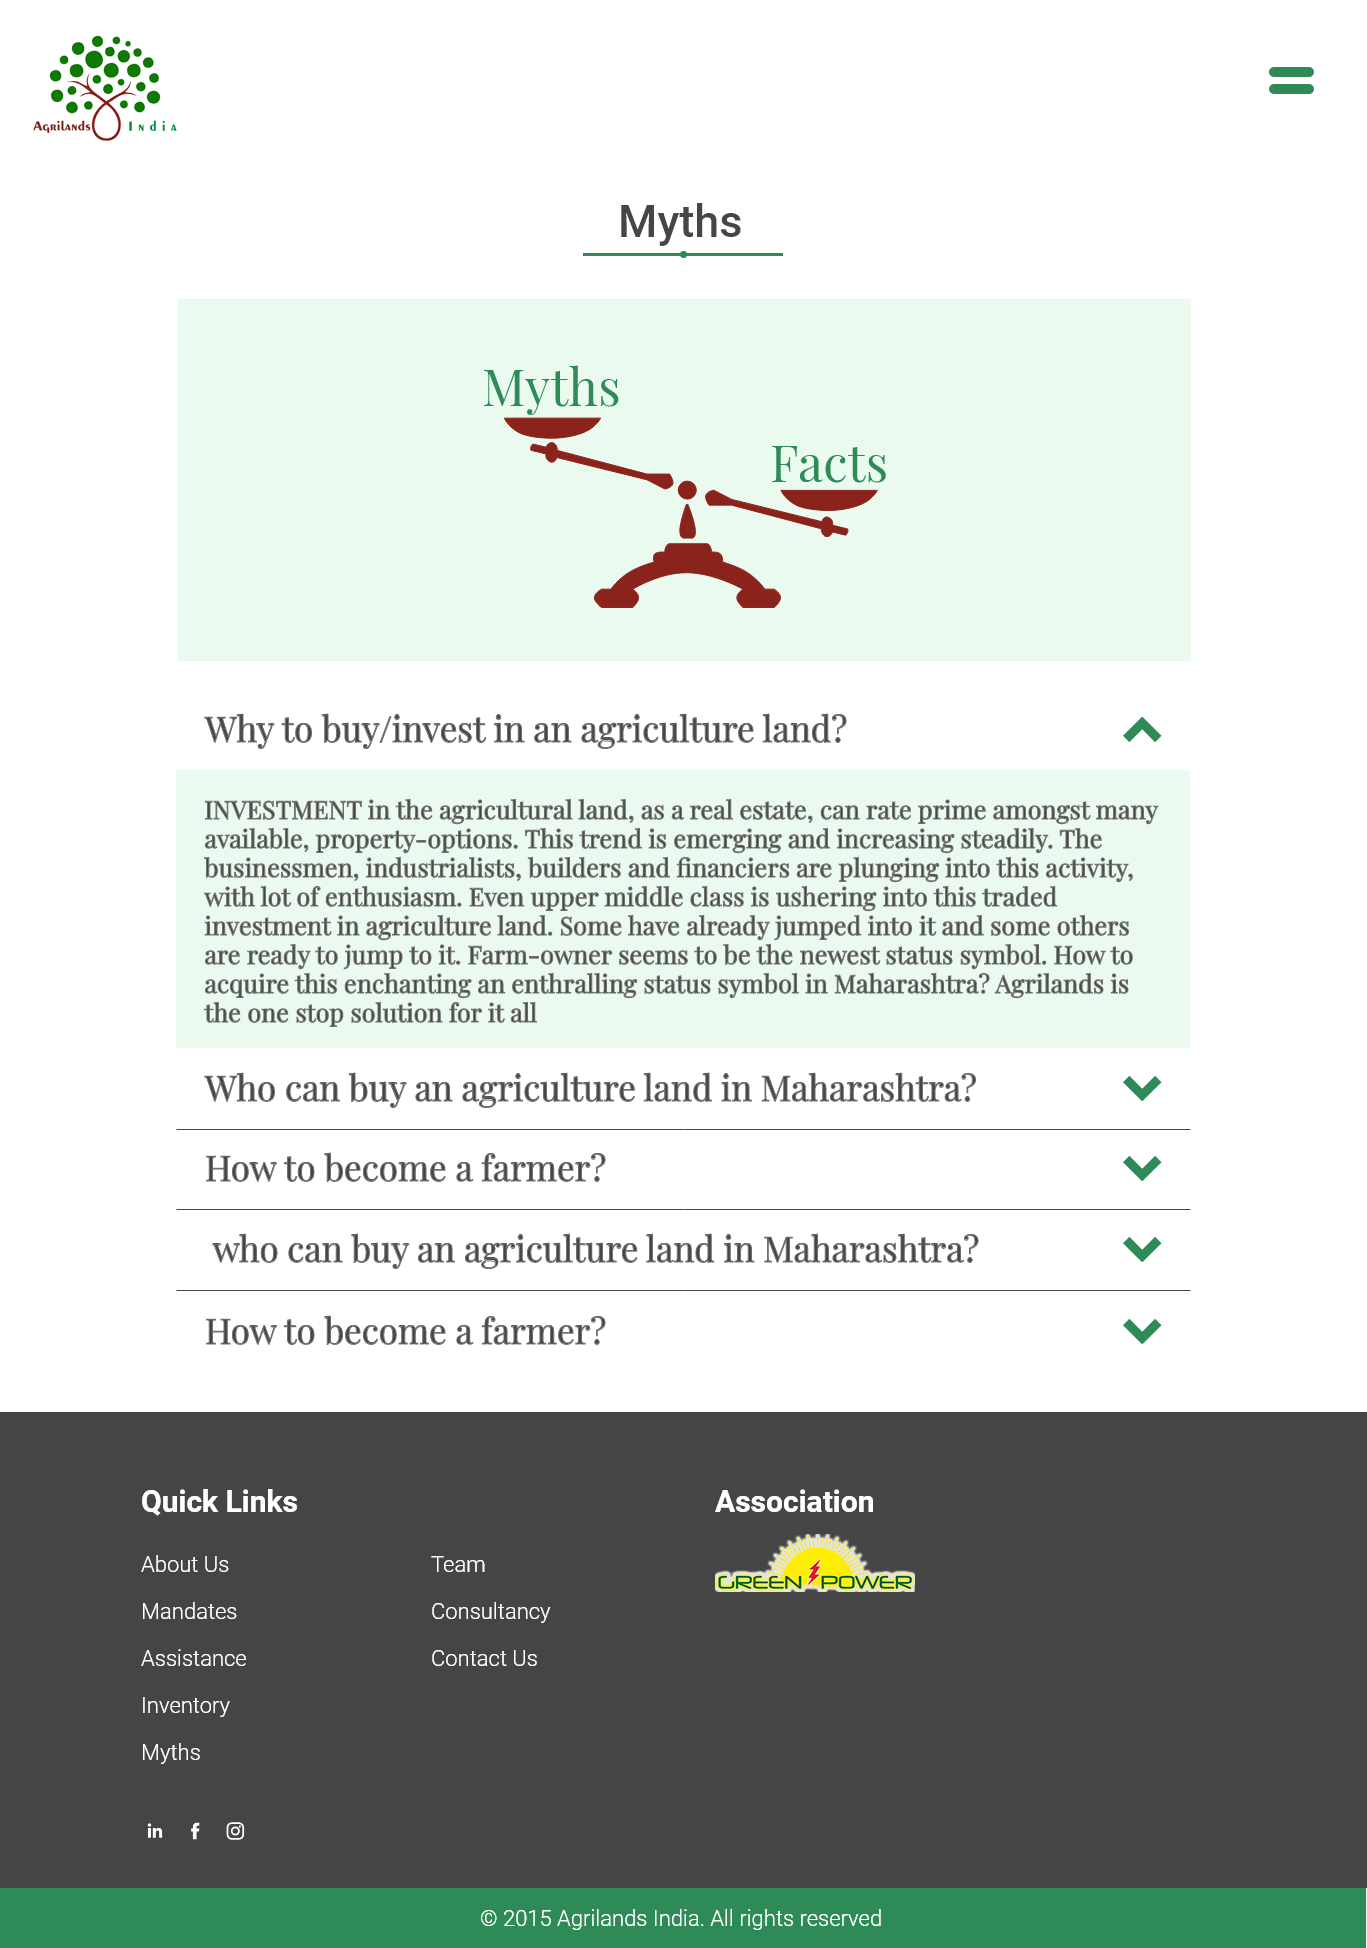 Agrilands India
Myths
Myths
Facts
Why to buy/invest in an agriculture land?
INVESTMENT in the agricultural land, as a real estate, can rate prime amongst many
available, property-options. This trend is emerging and increasing steadily. The
businessmen, industrialists, builders and financiers are plunging into this activity,
with lot of enthusiasm. Even upper middle class is ushering into this traded
investment in agriculture land. Some have already jumped into it and some others
are ready to jump to it. Farm-owner seems to be the newest status symbol. How to
acquire this enchanting an enthralling status symbol in Maharashtra? Agrilands is
the one stop solution for it all
Who can buy an agriculture land in Maharashtra?
How to become a farmer?
who can buy an agriculture land in Maharashtra?
How to become a farmer?
Quick Links
About Us
Mandates
Assistance
Inventory
Myths
Team
Consultancy
Contact Us
Association
GREEN POWER
in f
© 2015 Agrilands India. All rights reserved